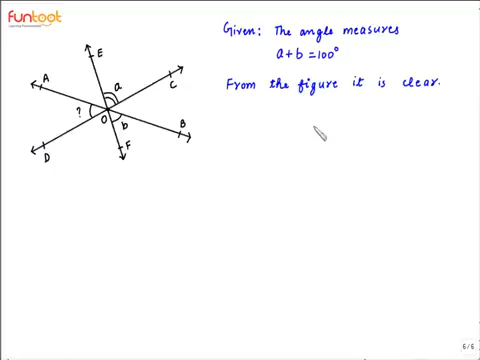 funtoot
Given: The angle measures
a+b=100°
From the figure it is clear.
E
A
a
C
?
O
b
B
D
F
6/6